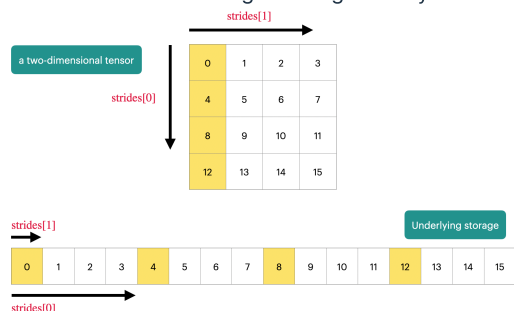 strides[1]
a two-dimensional tensor
0 1 2 3
strides[0]
4 5 6 7
8 9 10 11
12 13 14 15
strides[1]
Underlying storage
0 1 2 3 4 5 6 7 8 9 10 11 12 13 14 15
strides[0]